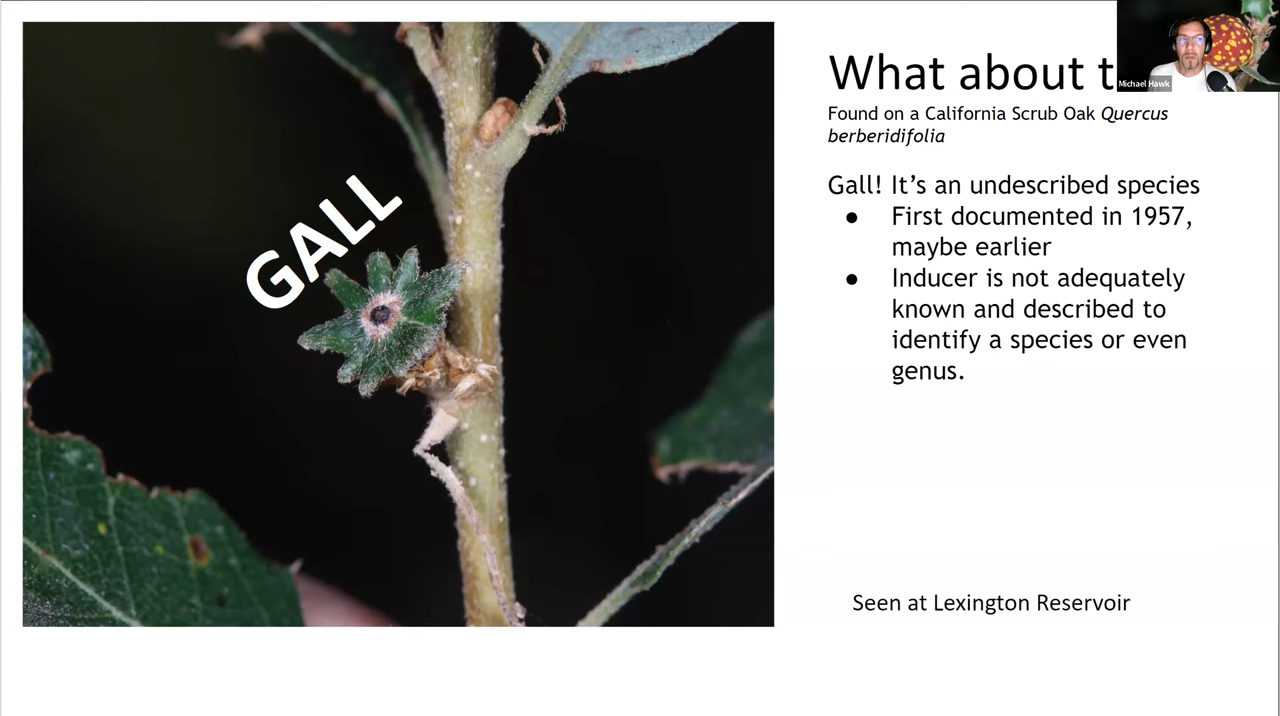 What about t
Michael Hawk
Found on a California Scrub Oak Quercus
berberidifolia
GALL
Gall! It’s an undescribed species
● First documented in 1957,
maybe earlier
● Inducer is not adequately
known and described to
identify a species or even
genus.
Seen at Lexington Reservoir